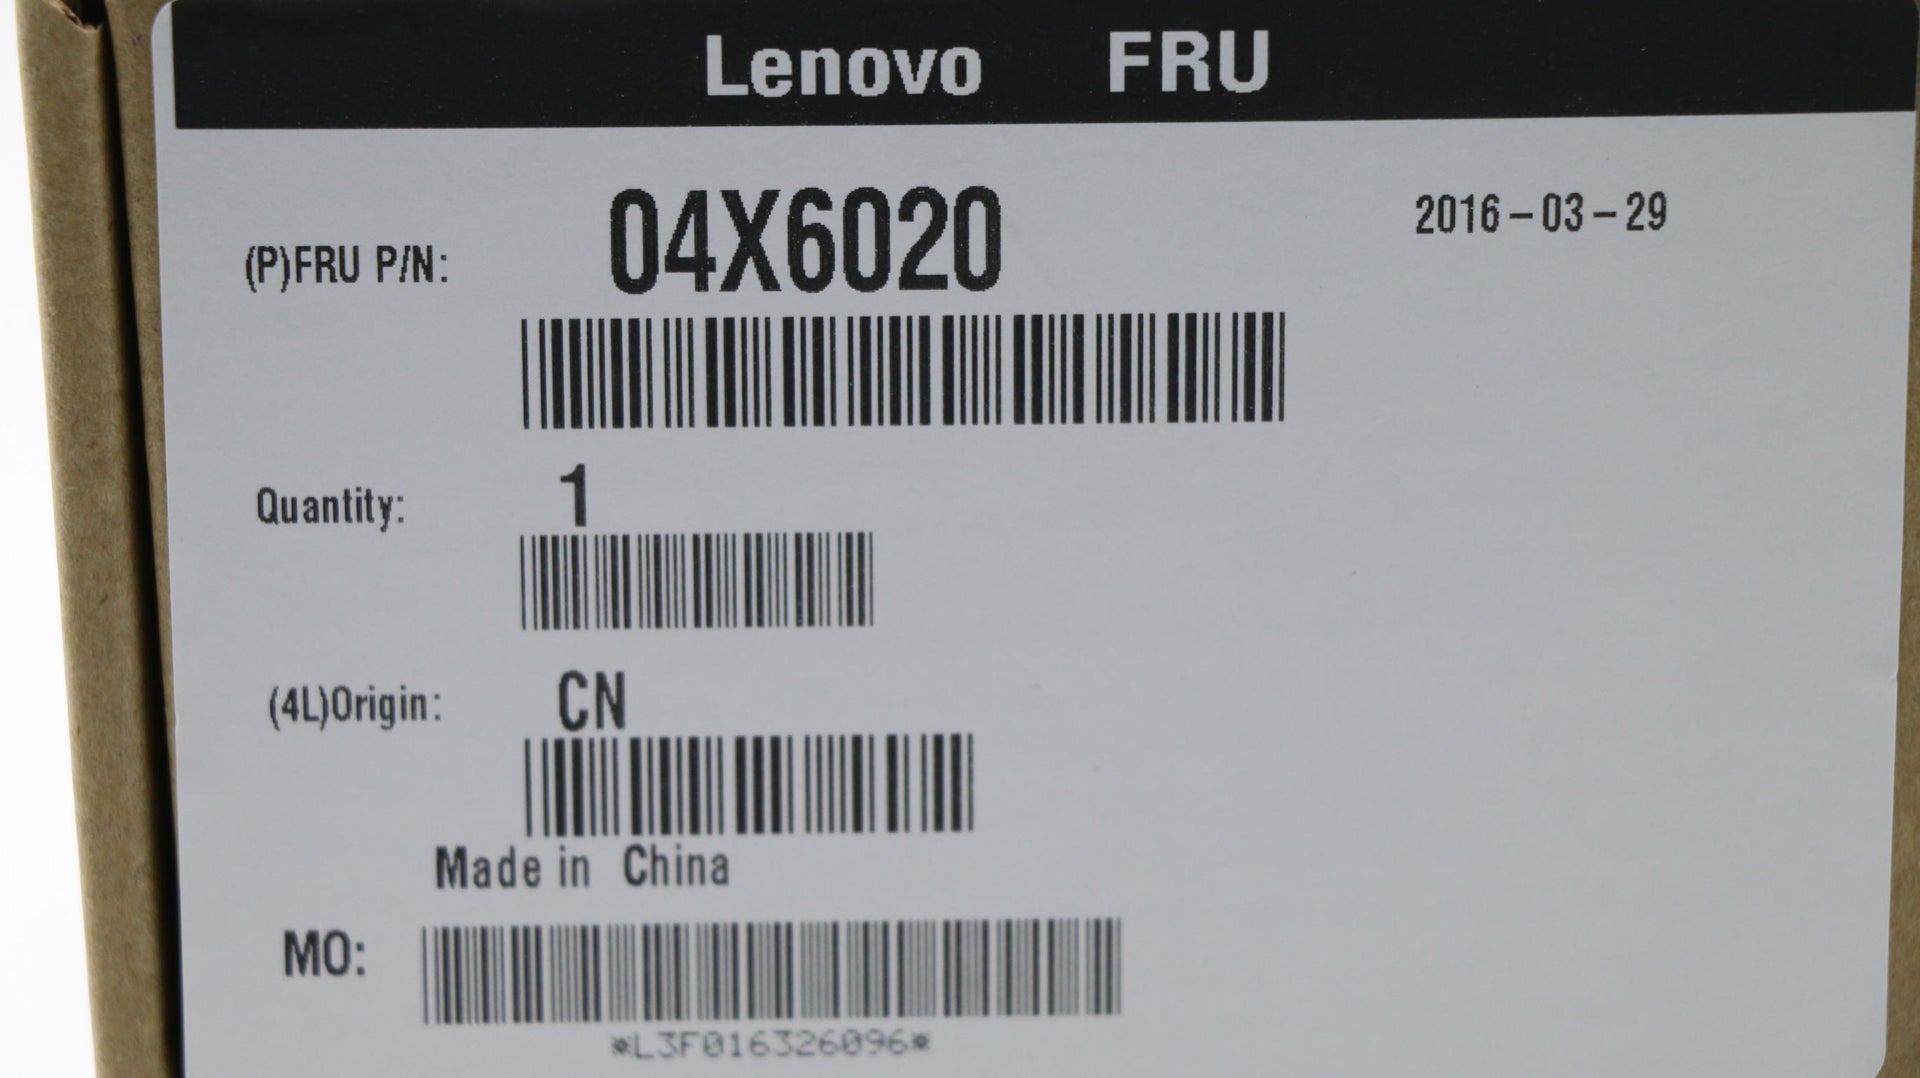 Lenovo FRU
(P)FRU P/N: 04X6020 2016-03-29
Quantity: 1
(4L)Origin: CN
Made in China
MO:
*L3F016326096*